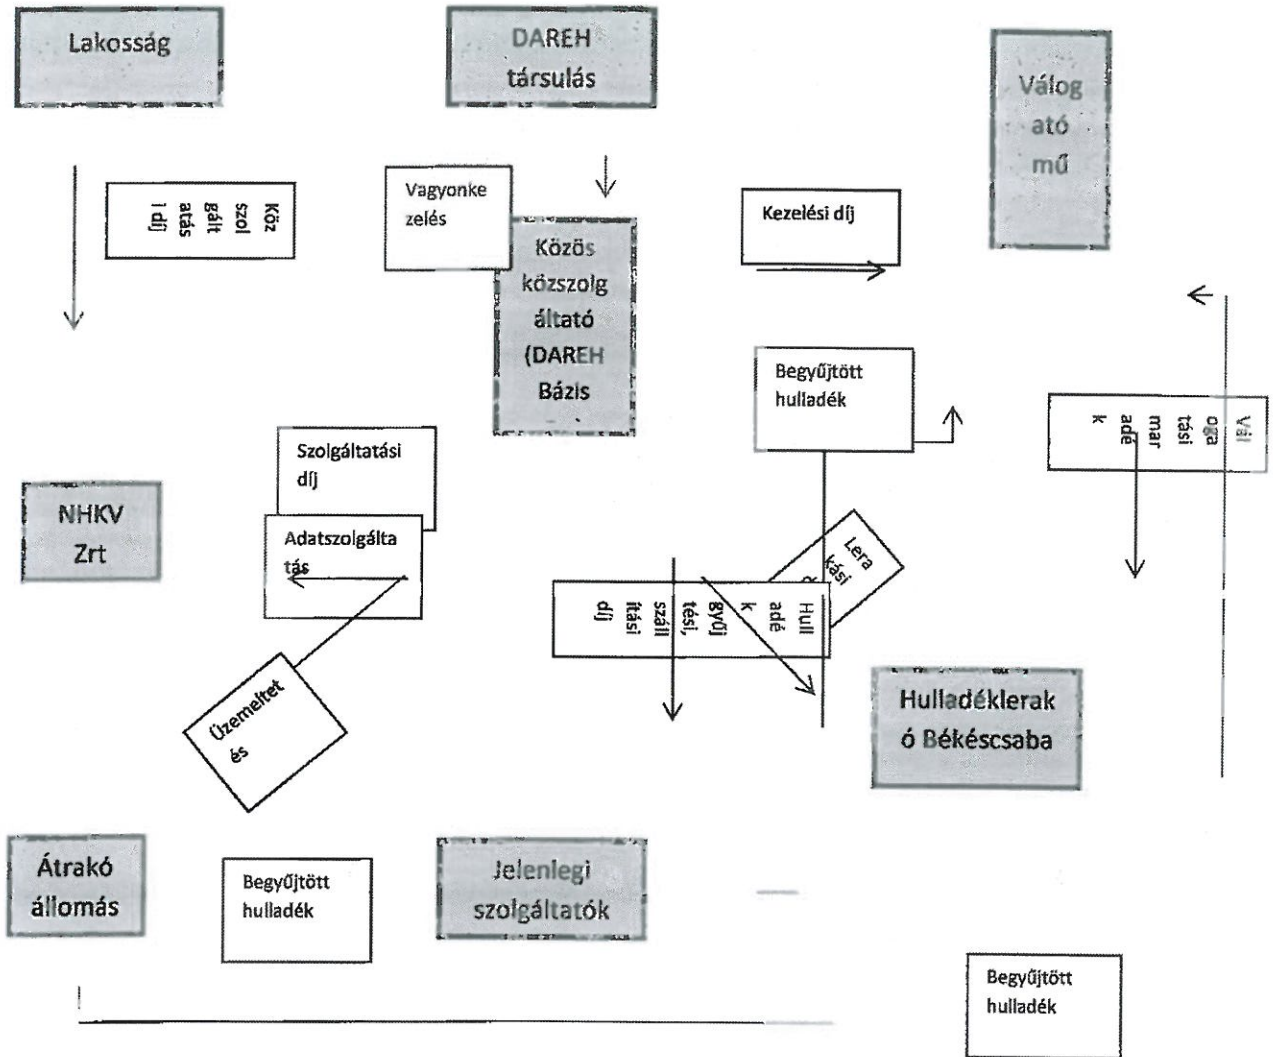 Lakosság
DAREH
társulás
Válog
ató
mű
Köz
szol
gált
atás
i díj
Vagyonke
zelés
Kezelési díj
Közös
közszolg
áltató
(DAREH
Bázis
Begyűjtött
hulladék
Vál
oga
tási
mar
adé
k
Szolgáltatási
díj
NHKV
Zrt
Adatszolgálta
tás
Lera
kási
Hull
adé
k
gyűj
tési,
száll
ítási
díj
Üzemeltet
és
Hulladéklerak
ó Békéscsaba
Átrakó
állomás
Begyűjtött
hulladék
Jelenlegi
szolgáltatók
Begyűjtött
hulladék